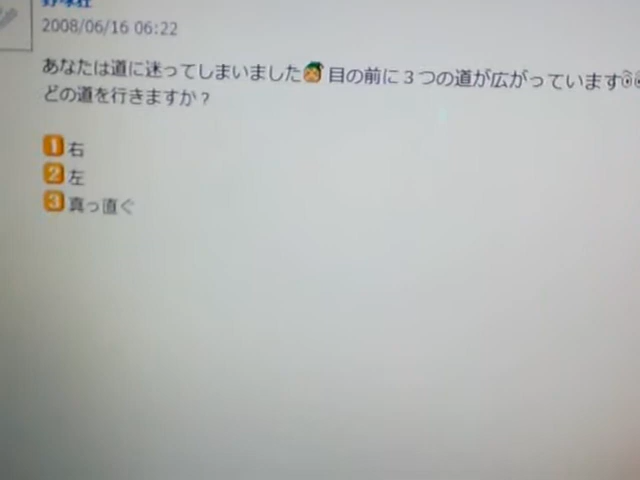 2008/06/16 06:22
あなたは道に迷ってしまいました 目の前に３つの道が広がっています
どの道を行きますか？
1 右
2 左
3 真っ直ぐ